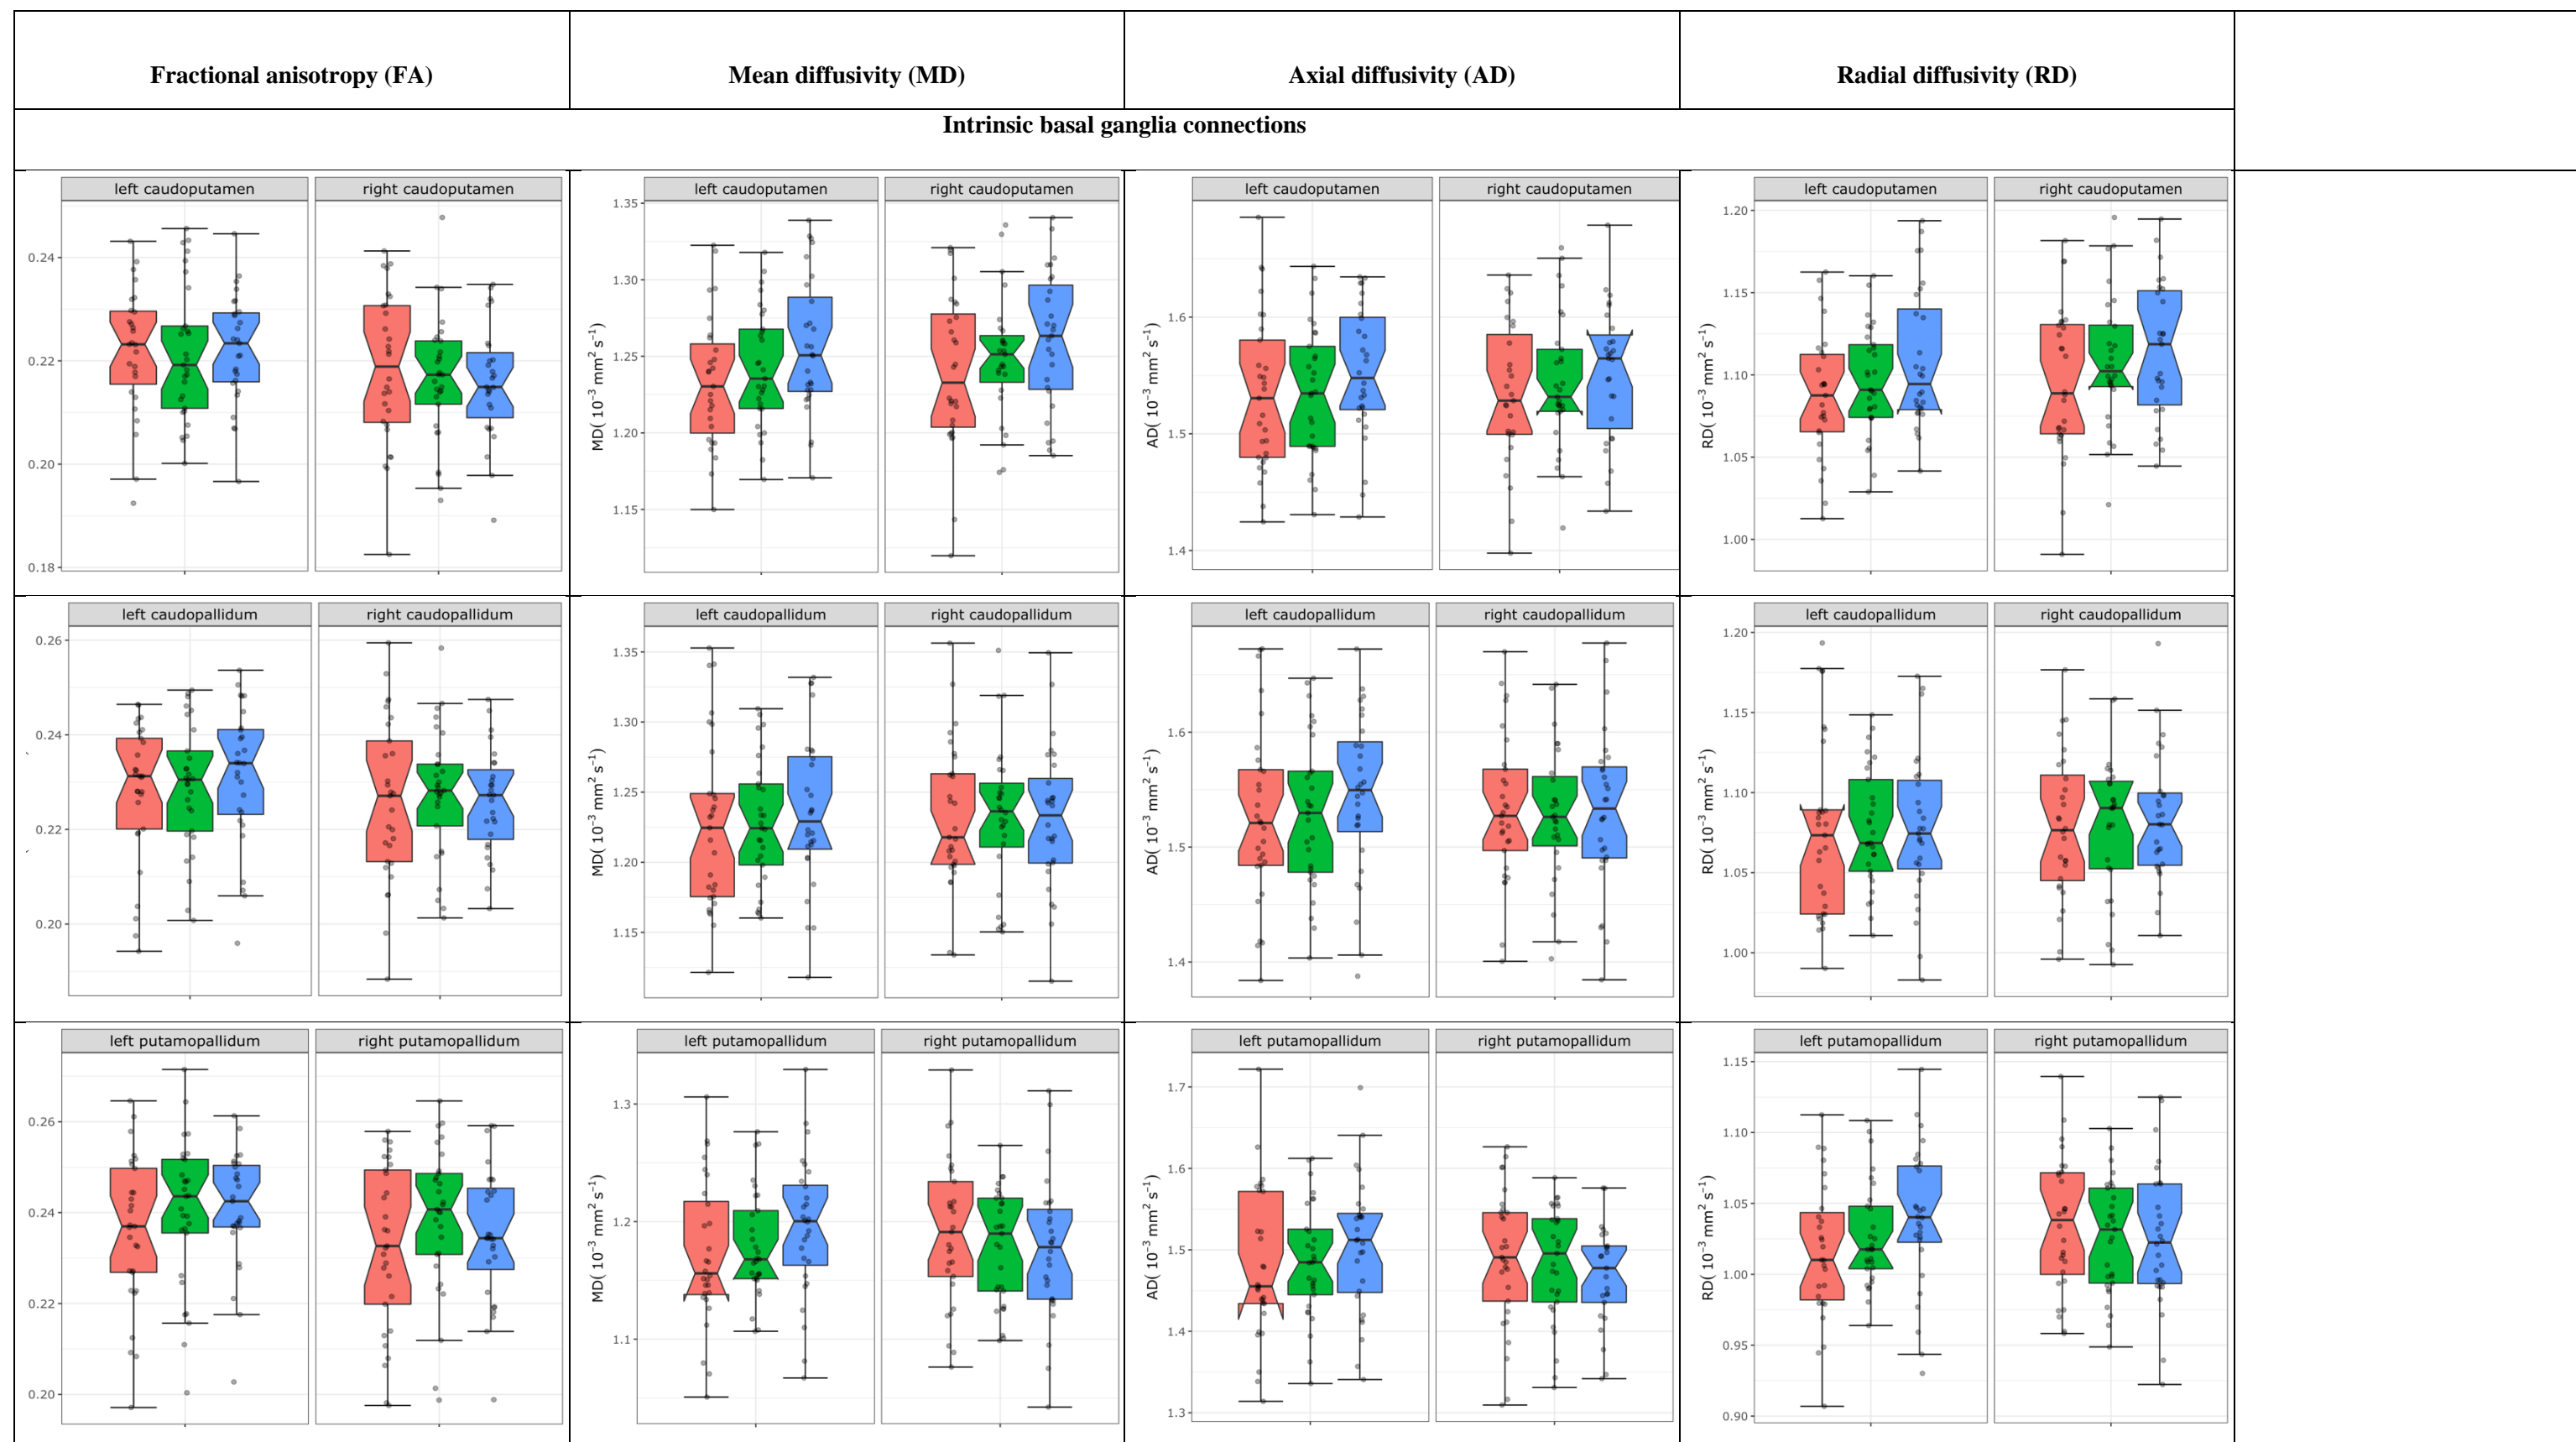 Fractional anisotropy (FA) Mean diffusivity (MD) Axial diffusivity (AD) Radial diffusivity (RD)
Intrinsic basal ganglia connections
left caudoputamen right caudoputamen
0.24
0.22
0.20
0.18
left caudoputamen right caudoputamen
MD( 10⁻³ mm² s⁻¹)
1.35
1.30
1.25
1.20
1.15
left caudoputamen right caudoputamen
AD( 10⁻³ mm² s⁻¹)
1.6
1.5
1.4
left caudoputamen right caudoputamen
RD( 10⁻³ mm² s⁻¹)
1.20
1.15
1.10
1.05
1.00
left caudopallidum right caudopallidum
0.26
0.24
0.22
0.20
left caudopallidum right caudopallidum
MD( 10⁻³ mm² s⁻¹)
1.35
1.30
1.25
1.20
1.15
left caudopallidum right caudopallidum
AD( 10⁻³ mm² s⁻¹)
1.6
1.5
1.4
left caudopallidum right caudopallidum
RD( 10⁻³ mm² s⁻¹)
1.20
1.15
1.10
1.05
1.00
left putamopallidum right putamopallidum
0.26
0.24
0.22
0.20
left putamopallidum right putamopallidum
MD( 10⁻³ mm² s⁻¹)
1.3
1.2
1.1
left putamopallidum right putamopallidum
AD( 10⁻³ mm² s⁻¹)
1.7
1.6
1.5
1.4
1.3
left putamopallidum right putamopallidum
RD( 10⁻³ mm² s⁻¹)
1.15
1.10
1.05
1.00
0.95
0.90